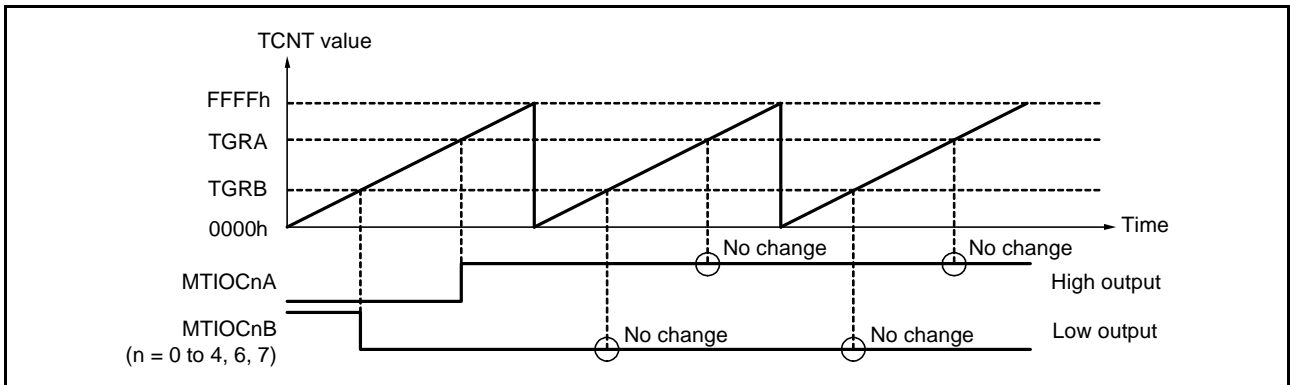 TCNT value
FFFFh
TGRA
TGRB
0000h
Time
No change
No change
MTIOCnA
High output
MTIOCnB
(n = 0 to 4, 6, 7)
No change
No change
Low output